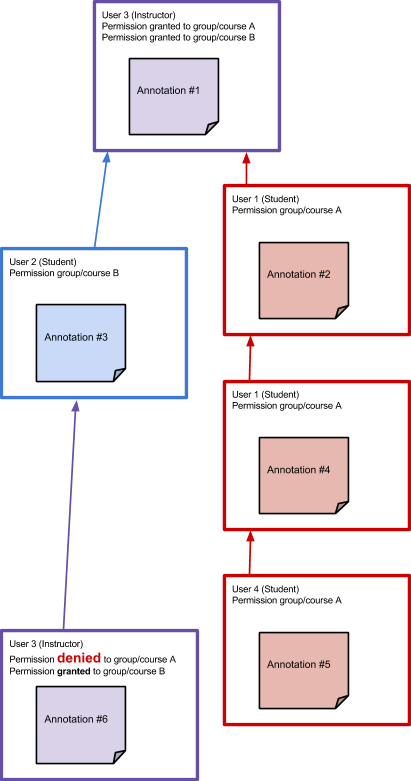 User 3 (Instructor)
Permission granted to group/course A
Permission granted to group/course B
Annotation #1
User 1 (Student)
Permission group/course A
Annotation #2
User 2 (Student)
Permission group/course B
Annotation #3
User 1 (Student)
Permission group/course A
Annotation #4
User 4 (Student)
Permission group/course A
Annotation #5
User 3 (Instructor)
Permission denied to group/course A
Permission granted to group/course B
Annotation #6